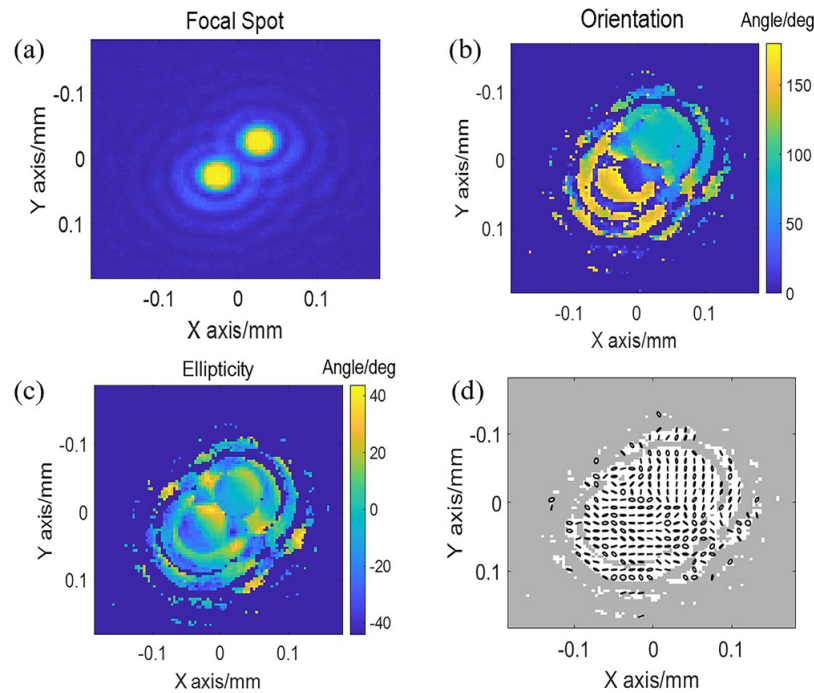 Focal Spot
(a)
-0.1
0
0.1
Y axis/mm
-0.1 0 0.1
X axis/mm
Orientation
Angle/deg
(b)
-0.1
0
0.1
Y axis/mm
-0.1 0 0.1
X axis/mm
150
100
50
0
Ellipticity
Angle/deg
(c)
-0.1
0
0.1
Y axis/mm
-0.1 0 0.1
X axis/mm
40
20
0
-20
-40
(d)
-0.1
0
0.1
Y axis/mm
-0.1 0 0.1
X axis/mm